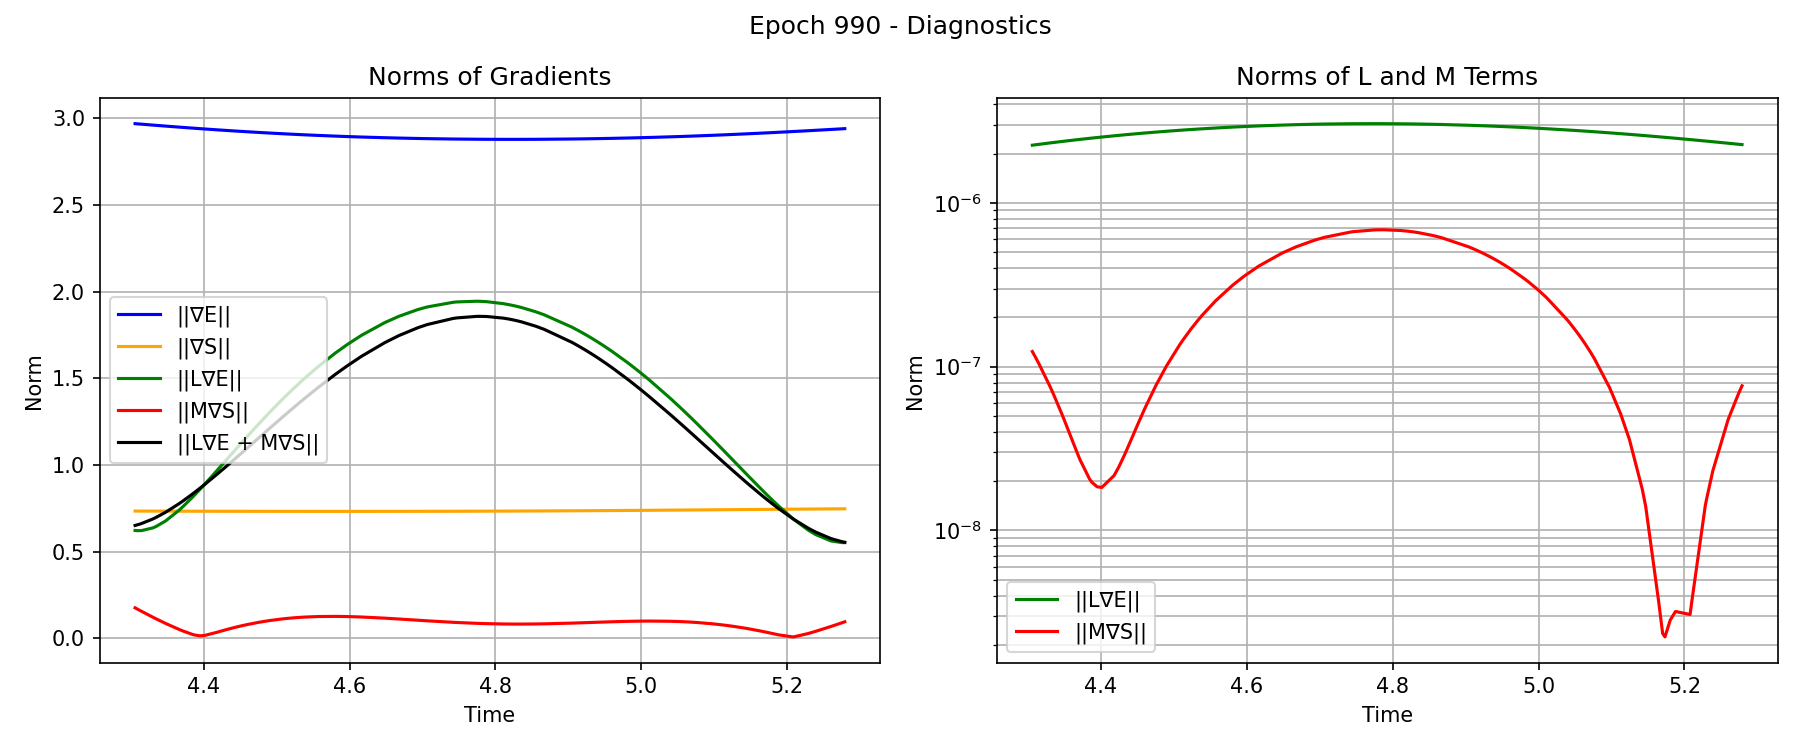 Epoch 990 - Diagnostics
Norms of Gradients
3.0
2.5
2.0
1.5
1.0
0.5
0.0
Norm
||∇E||
||∇S||
||L∇E||
||M∇S||
||L∇E + M∇S||
4.4 4.6 4.8 5.0 5.2
Time
Norms of L and M Terms
10⁻⁶
10⁻⁷
10⁻⁸
Norm
||L∇E||
||M∇S||
4.4 4.6 4.8 5.0 5.2
Time